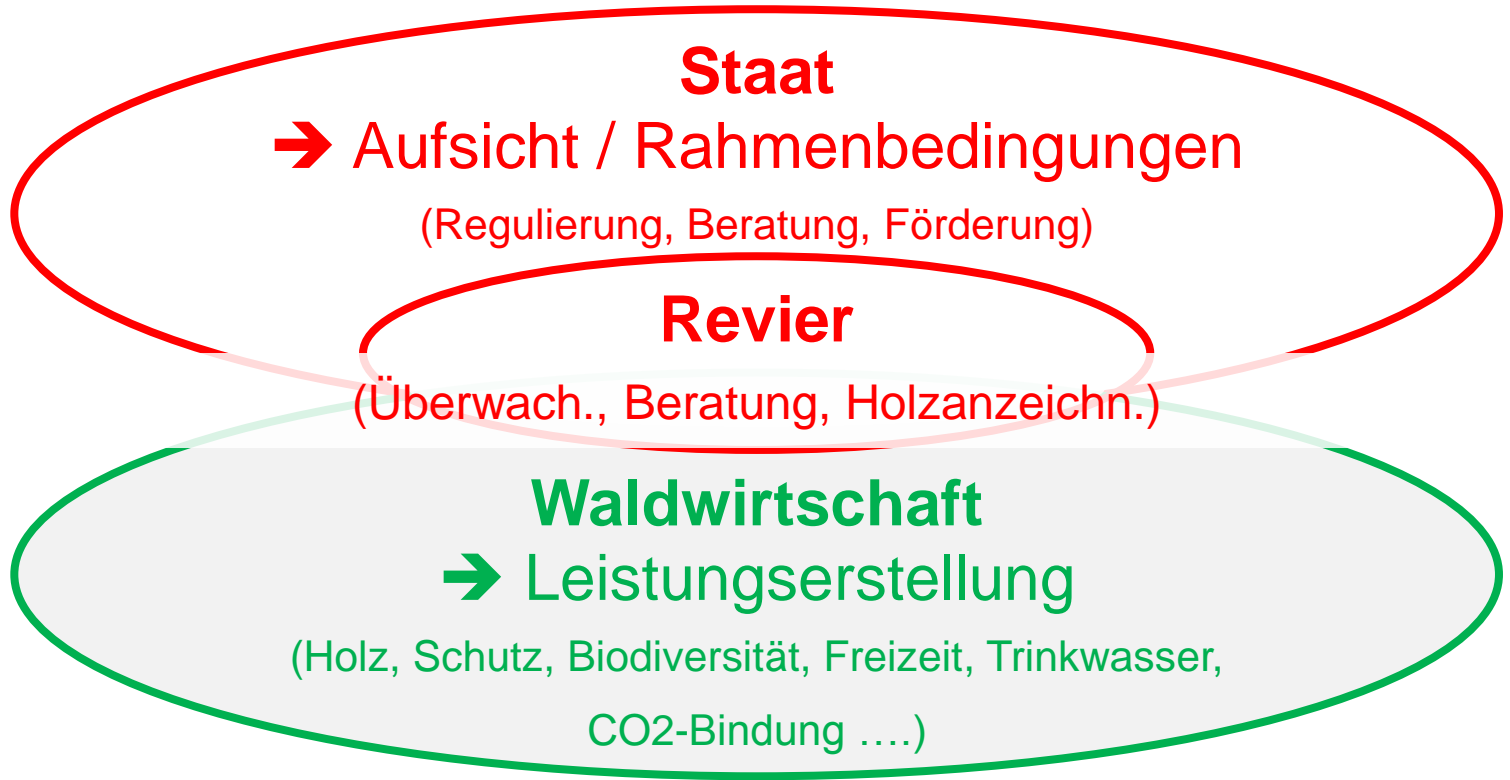 Staat
➔ Aufsicht / Rahmenbedingungen
(Regulierung, Beratung, Förderung)
Revier
(Überwach., Beratung, Holzanzeichn.)
Waldwirtschaft
➔ Leistungserstellung
(Holz, Schutz, Biodiversität, Freizeit, Trinkwasser,
CO2-Bindung ….)